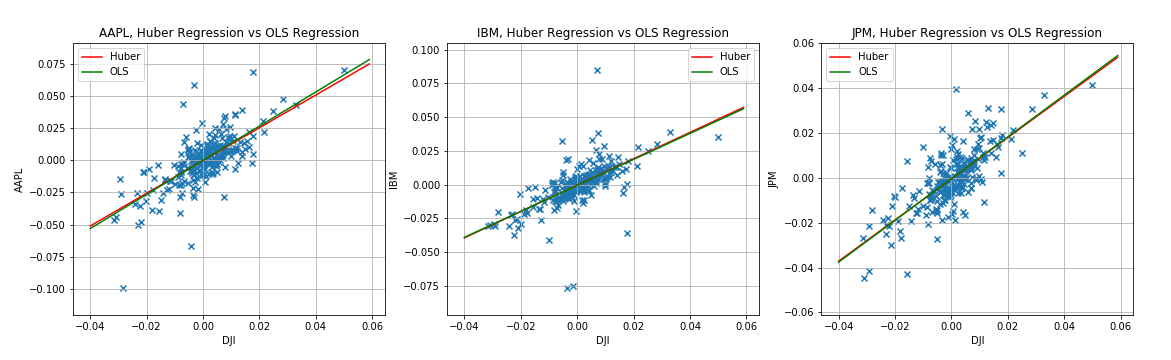 AAPL, Huber Regression vs OLS Regression
Huber
OLS
0.075
0.050
0.025
0.000
−0.025
−0.050
−0.075
−0.100
AAPL
−0.04 −0.02 0.00 0.02 0.04 0.06
DJI
IBM, Huber Regression vs OLS Regression
Huber
OLS
0.100
0.075
0.050
0.025
0.000
−0.025
−0.050
−0.075
IBM
−0.04 −0.02 0.00 0.02 0.04 0.06
DJI
JPM, Huber Regression vs OLS Regression
Huber
OLS
0.06
0.04
0.02
0.00
−0.02
−0.04
−0.06
JPM
−0.04 −0.02 0.00 0.02 0.04 0.06
DJI